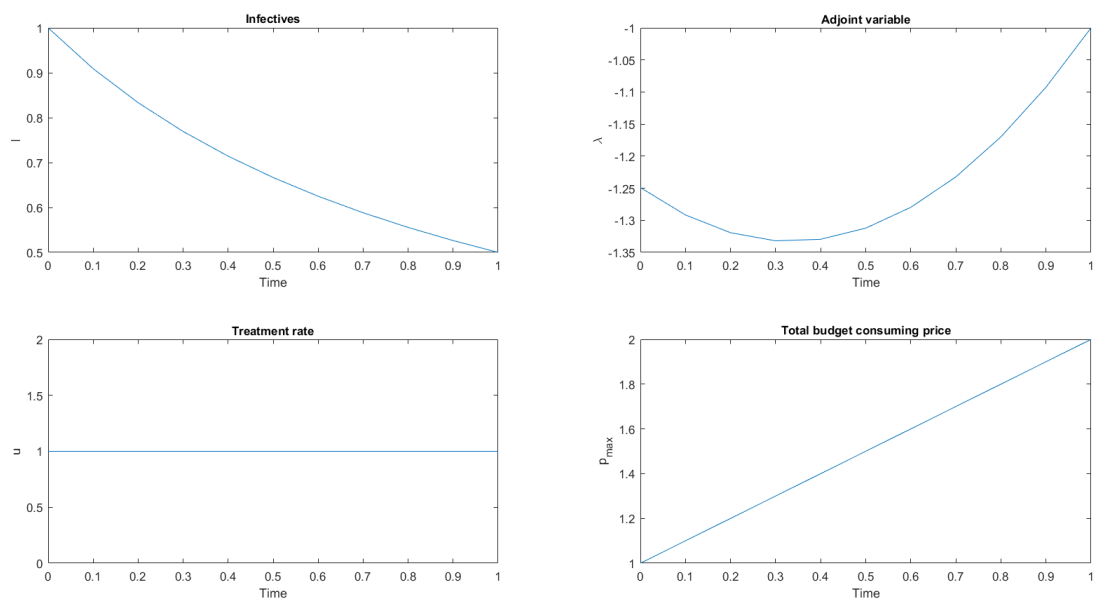 Infectives
1
0.9
0.8
0.7
0.6
0.5
I
0 0.1 0.2 0.3 0.4 0.5 0.6 0.7 0.8 0.9 1
Time
Adjoint variable
-1
-1.05
-1.1
-1.15
-1.2
-1.25
-1.3
-1.35
λ
0 0.1 0.2 0.3 0.4 0.5 0.6 0.7 0.8 0.9 1
Time
Treatment rate
2
1.5
1
0.5
0
u
0 0.1 0.2 0.3 0.4 0.5 0.6 0.7 0.8 0.9 1
Time
Total budget consuming price
2
1.8
1.6
1.4
1.2
1
p_max
0 0.1 0.2 0.3 0.4 0.5 0.6 0.7 0.8 0.9 1
Time